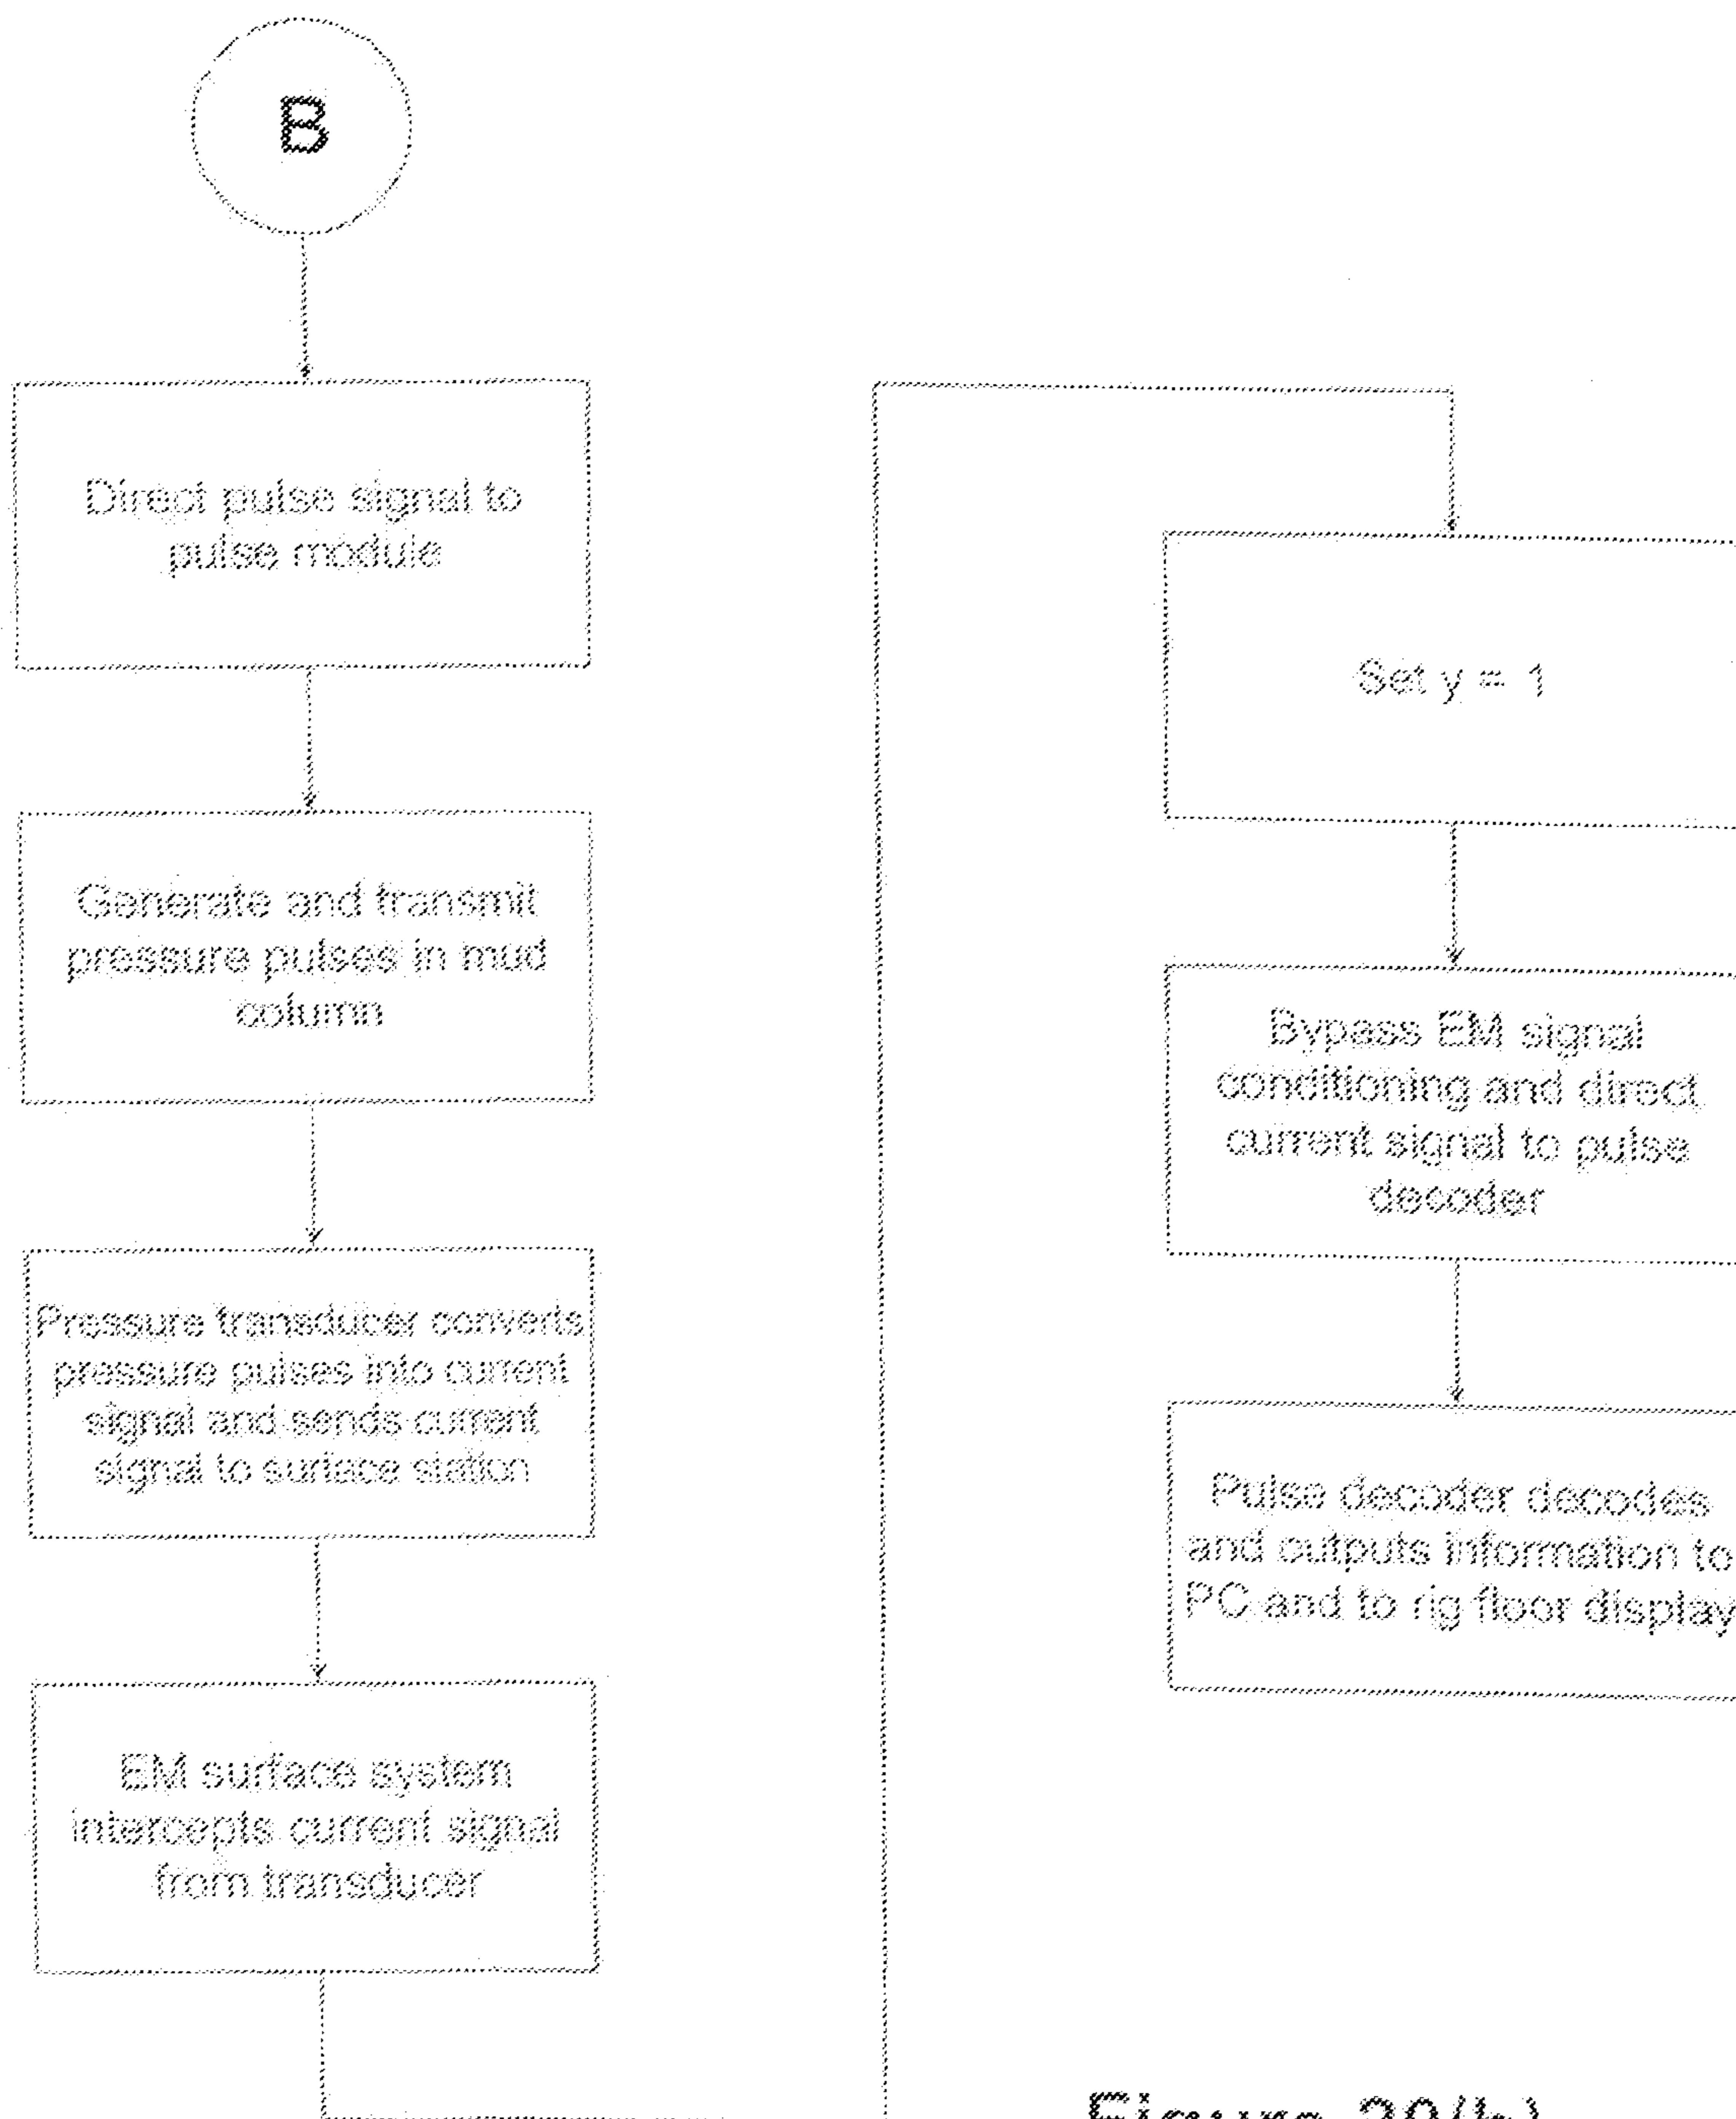 B
Direct pulse signal to
pulse module
Generate and transmit
pressure pulses in mud
column
Pressure transducer converts
pressure pulses into current
signal and sends current
signal to surface station
EM surface system
intercepts current signal
from transducer
Set y = 1
Bypass EM signal
conditioning and direct
current signal to pulse
decoder
Pulse decoder decodes
and outputs information to
PC and to rig floor display
Figure